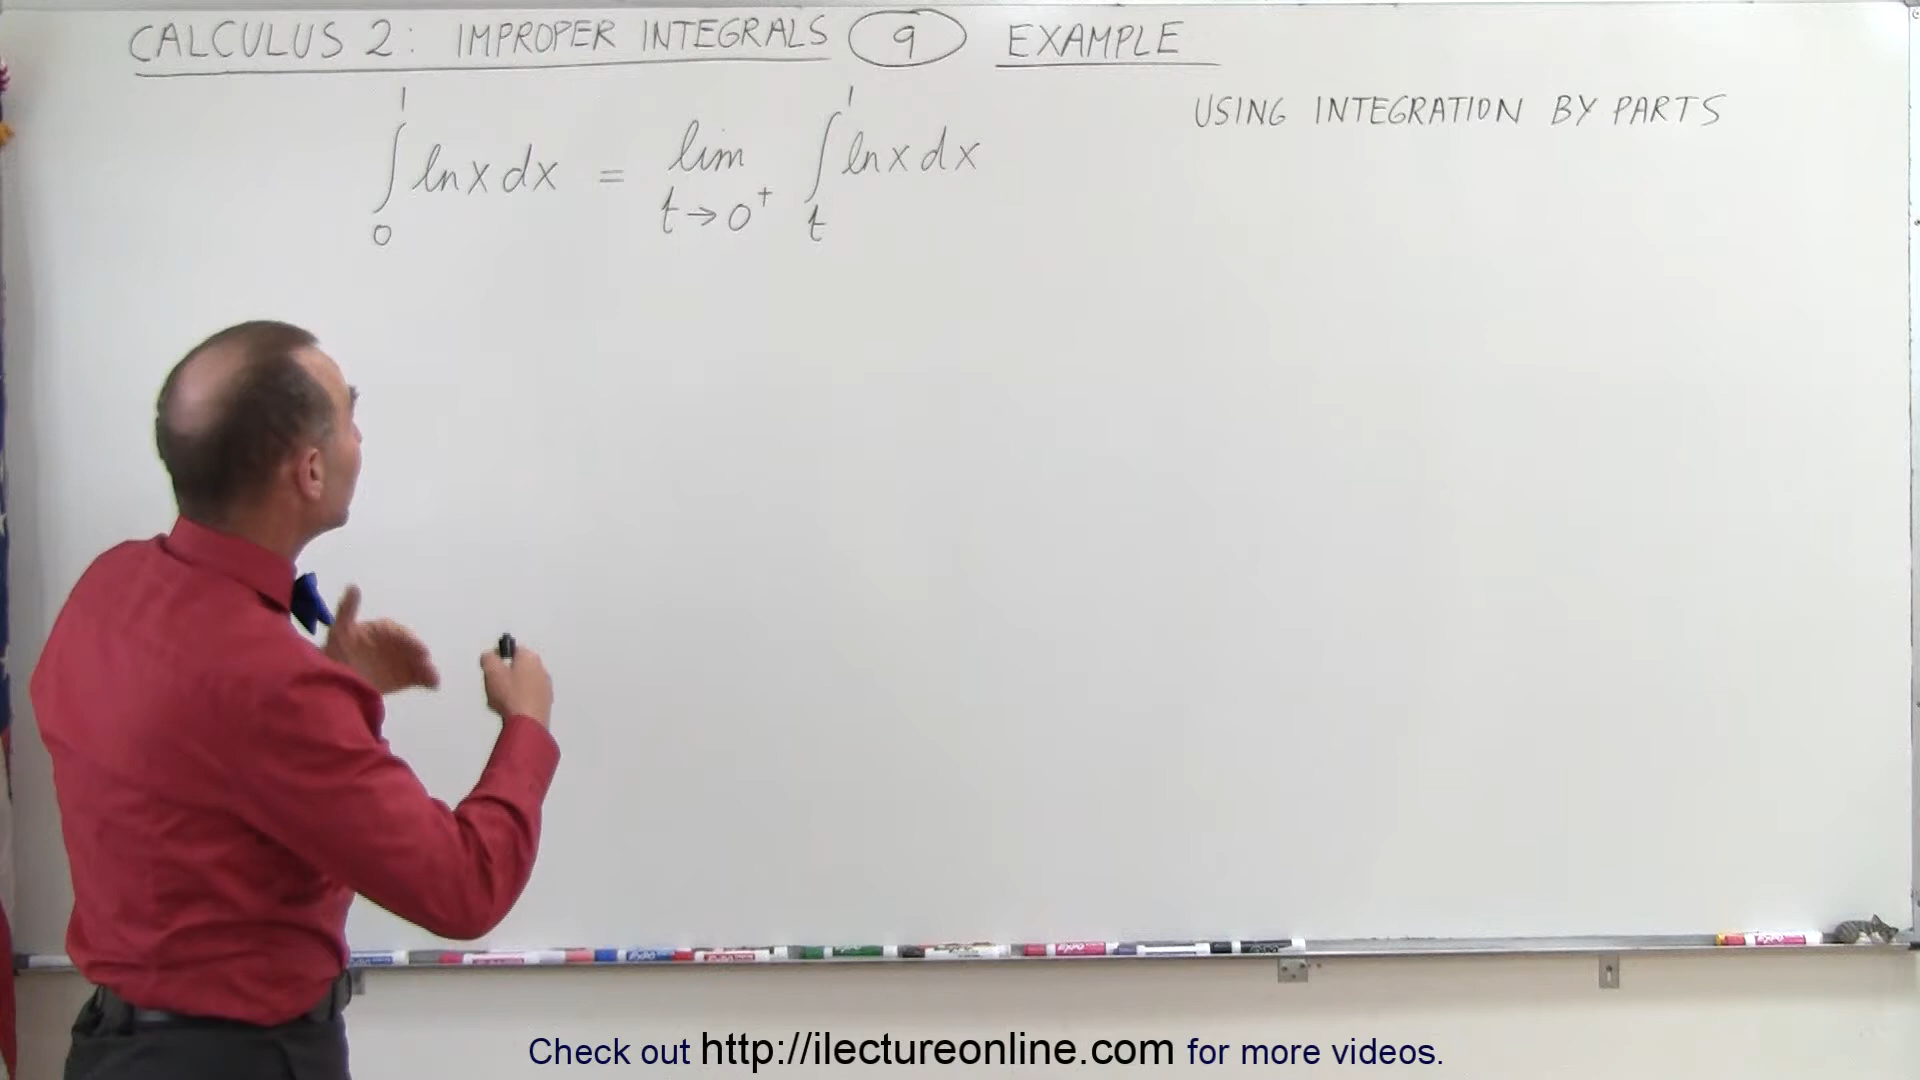 CALCULUS 2: IMPROPER INTEGRALS 9 EXAMPLE
USING INTEGRATION BY PARTS
∫₀¹ ln x dx = lim t→0⁺ ∫ₜ¹ ln x dx
Check out http://ilectureonline.com for more videos.